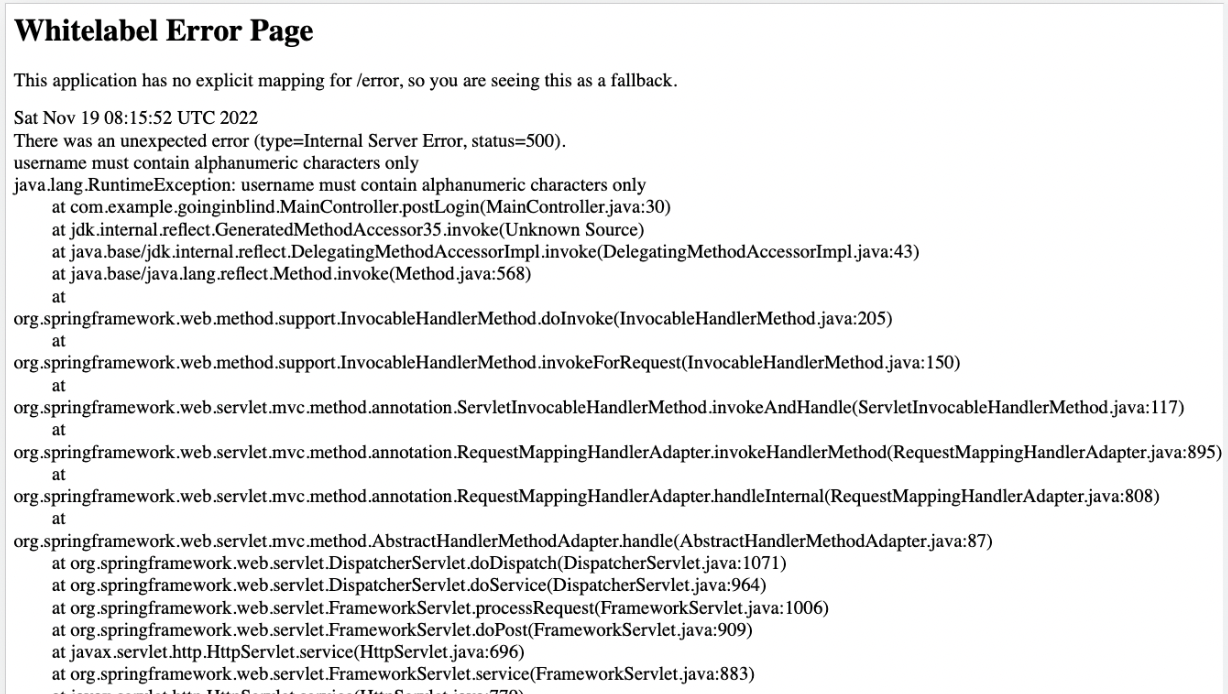 Whitelabel Error Page
This application has no explicit mapping for /error, so you are seeing this as a fallback.
Sat Nov 19 08:15:52 UTC 2022
There was an unexpected error (type=Internal Server Error, status=500).
username must contain alphanumeric characters only
java.lang.RuntimeException: username must contain alphanumeric characters only
at com.example.goinginblind.MainController.postLogin(MainController.java:30)
at jdk.internal.reflect.GeneratedMethodAccessor35.invoke(Unknown Source)
at java.base/jdk.internal.reflect.DelegatingMethodAccessorImpl.invoke(DelegatingMethodAccessorImpl.java:43)
at java.base/java.lang.reflect.Method.invoke(Method.java:568)
at
org.springframework.web.method.support.InvocableHandlerMethod.doInvoke(InvocableHandlerMethod.java:205)
at
org.springframework.web.method.support.InvocableHandlerMethod.invokeForRequest(InvocableHandlerMethod.java:150)
at
org.springframework.web.servlet.mvc.method.annotation.ServletInvocableHandlerMethod.invokeAndHandle(ServletInvocableHandlerMethod.java:117)
at
org.springframework.web.servlet.mvc.method.annotation.RequestMappingHandlerAdapter.invokeHandlerMethod(RequestMappingHandlerAdapter.java:895)
at
org.springframework.web.servlet.mvc.method.annotation.RequestMappingHandlerAdapter.handleInternal(RequestMappingHandlerAdapter.java:808)
at
org.springframework.web.servlet.mvc.method.AbstractHandlerMethodAdapter.handle(AbstractHandlerMethodAdapter.java:87)
at org.springframework.web.servlet.DispatcherServlet.doDispatch(DispatcherServlet.java:1071)
at org.springframework.web.servlet.DispatcherServlet.doService(DispatcherServlet.java:964)
at org.springframework.web.servlet.FrameworkServlet.processRequest(FrameworkServlet.java:1006)
at org.springframework.web.servlet.FrameworkServlet.doPost(FrameworkServlet.java:909)
at javax.servlet.http.HttpServlet.service(HttpServlet.java:696)
at org.springframework.web.servlet.FrameworkServlet.service(FrameworkServlet.java:883)